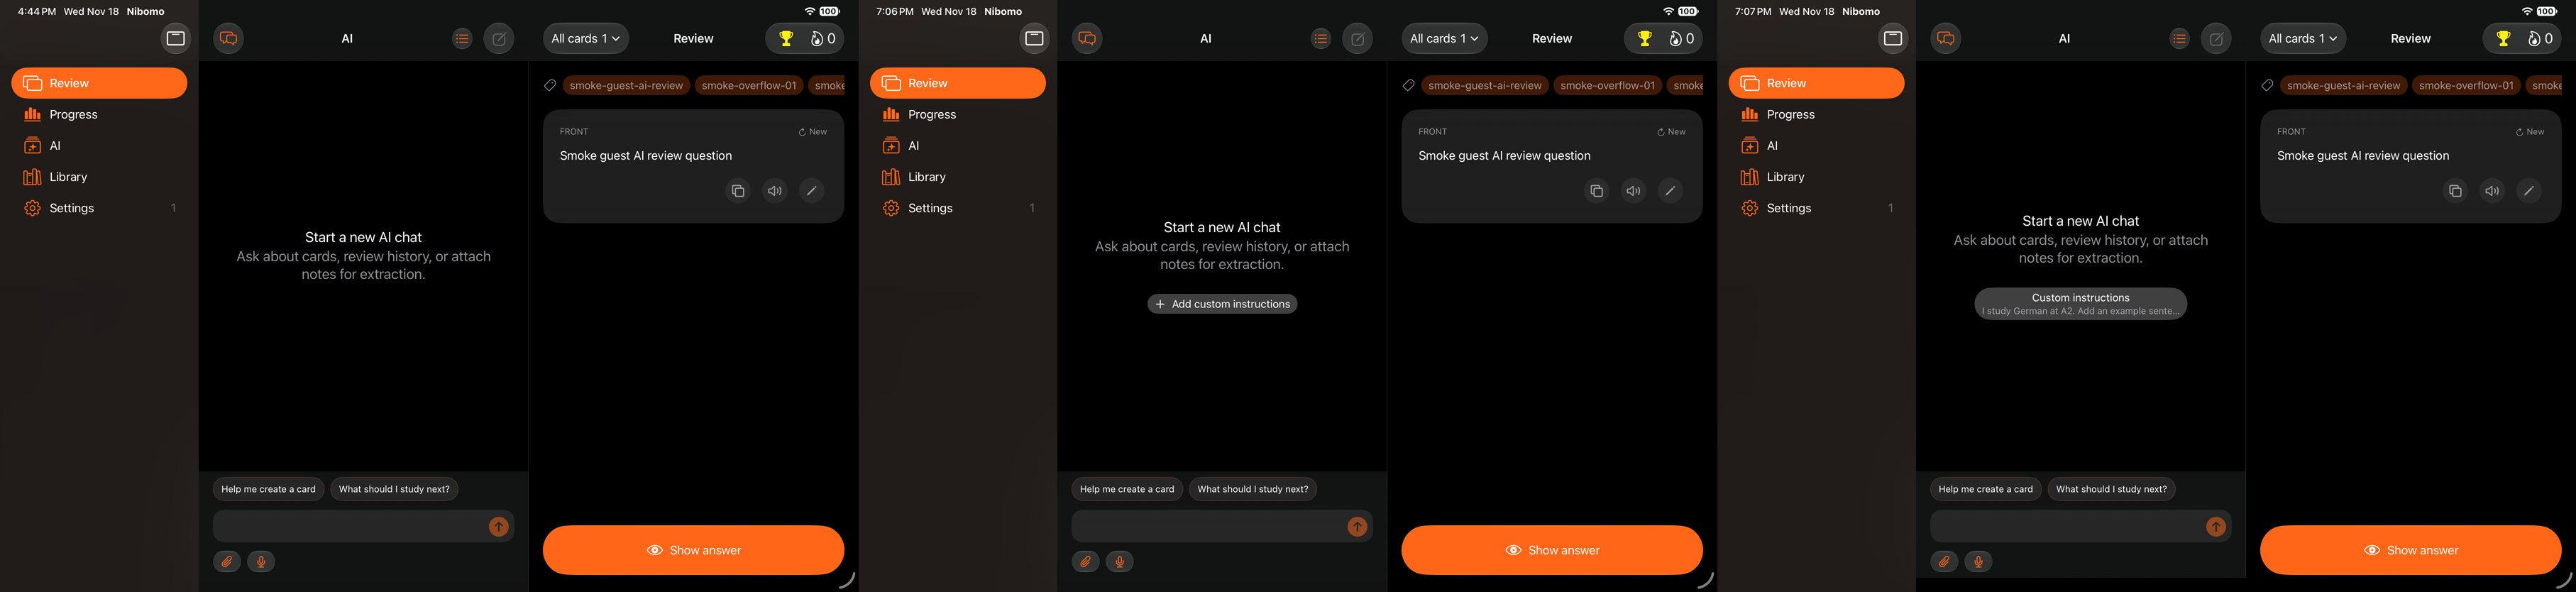 4:44 PM Wed Nov 18 Nibomo
100
Review
Progress
AI
Library
Settings 1
AI
Start a new AI chat
Ask about cards, review history, or attach
notes for extraction.
Help me create a card What should I study next?
All cards 1 Review 0
smoke-guest-ai-review smoke-overflow-01 smoke
FRONT New
Smoke guest AI review question
Show answer
7:06 PM Wed Nov 18 Nibomo
100
Review
Progress
AI
Library
Settings 1
AI
Start a new AI chat
Ask about cards, review history, or attach
notes for extraction.
+ Add custom instructions
Help me create a card What should I study next?
All cards 1 Review 0
smoke-guest-ai-review smoke-overflow-01 smoke
FRONT New
Smoke guest AI review question
Show answer
7:07 PM Wed Nov 18 Nibomo
100
Review
Progress
AI
Library
Settings 1
AI
Start a new AI chat
Ask about cards, review history, or attach
notes for extraction.
Custom instructions
I study German at A2. Add an example sente...
Help me create a card What should I study next?
All cards 1 Review 0
smoke-guest-ai-review smoke-overflow-01 smoke
FRONT New
Smoke guest AI review question
Show answer